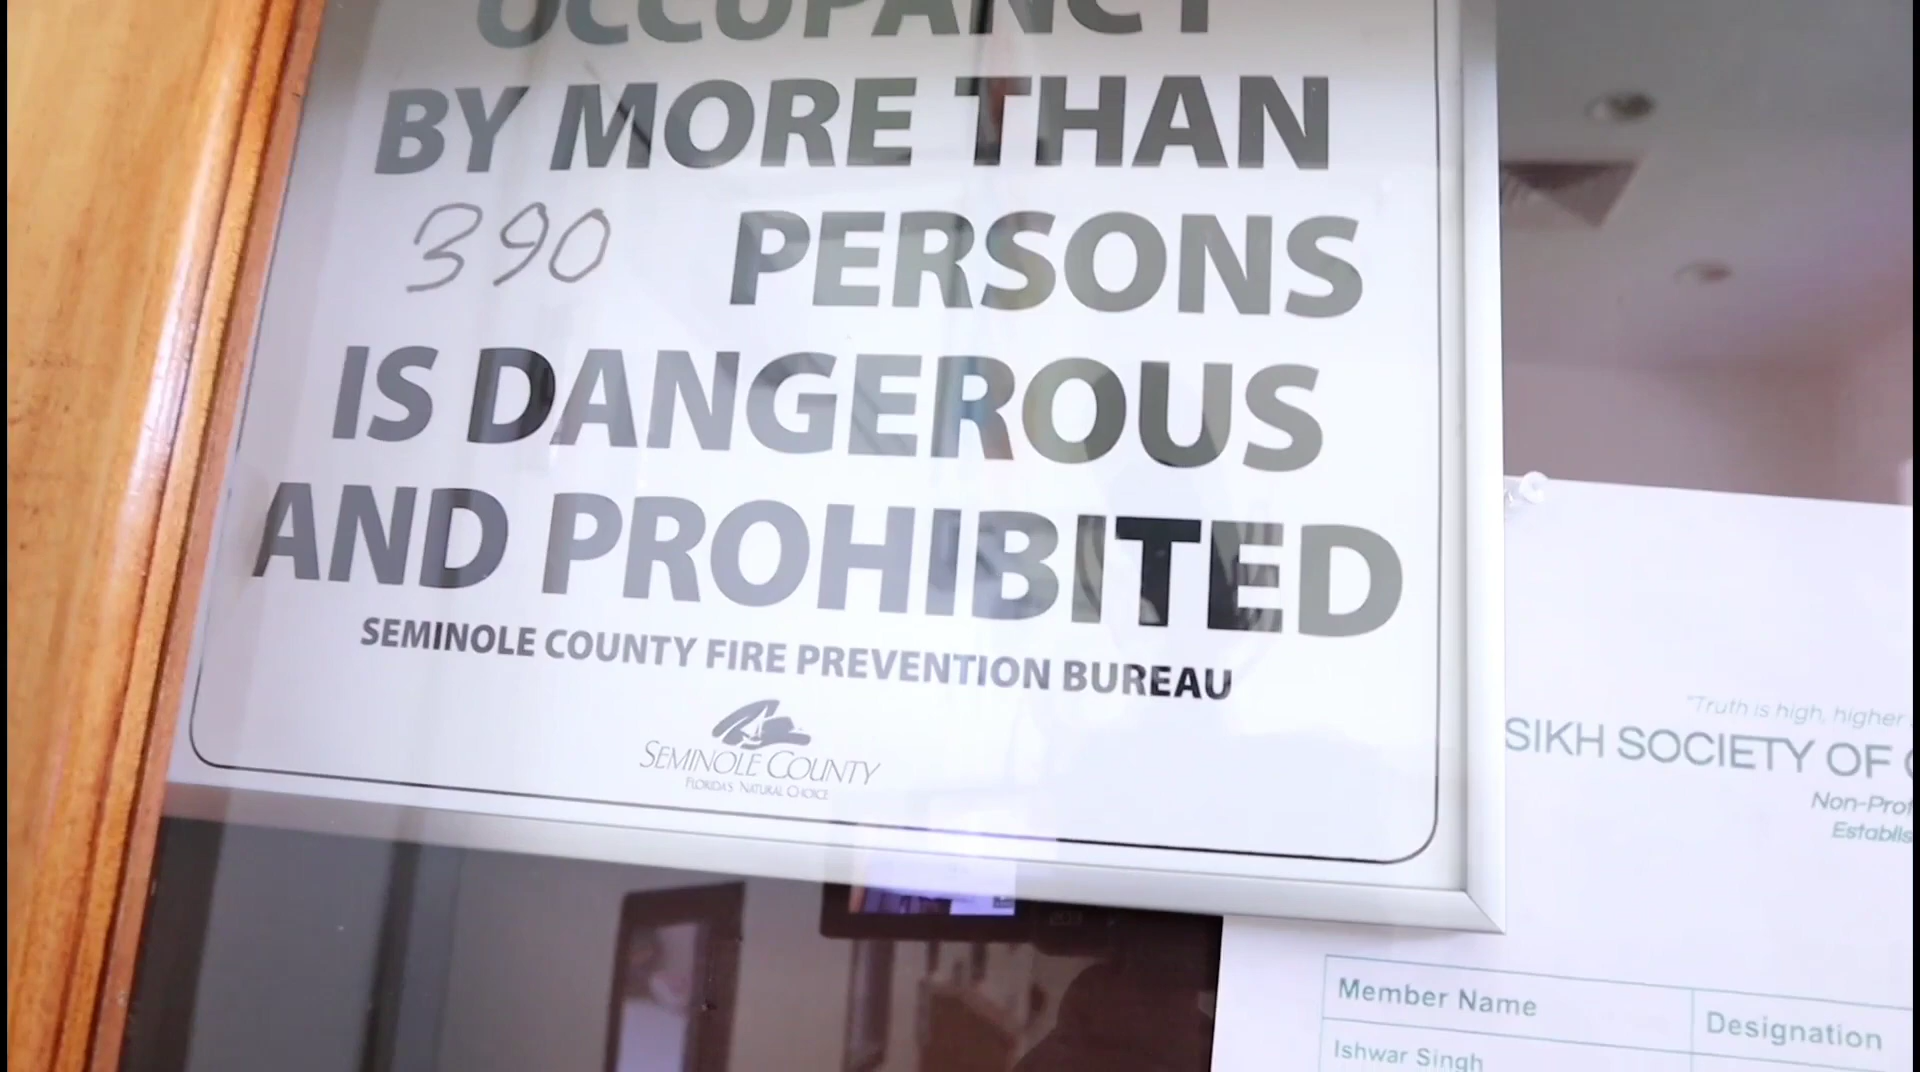 OCCUPANCY
BY MORE THAN
390 PERSONS
IS DANGEROUS
AND PROHIBITED
SEMINOLE COUNTY FIRE PREVENTION BUREAU
SEMINOLE COUNTY
FLORIDA'S NATURAL CHOICE
"Truth is high, higher
SIKH SOCIETY OF
Non-Prof
Establis
Member Name Designation
Ishwar Singh